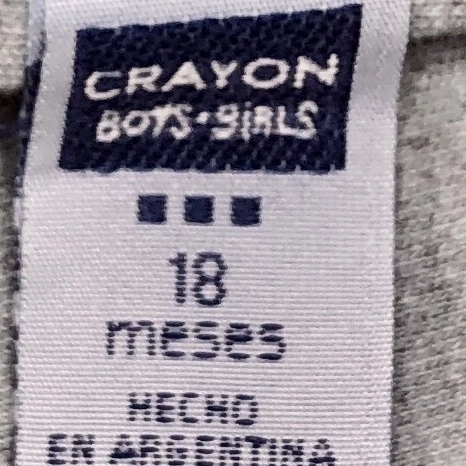 CRAYON
BOYS·GiRLS
18
meses
HECHO
EN ARGENTINA